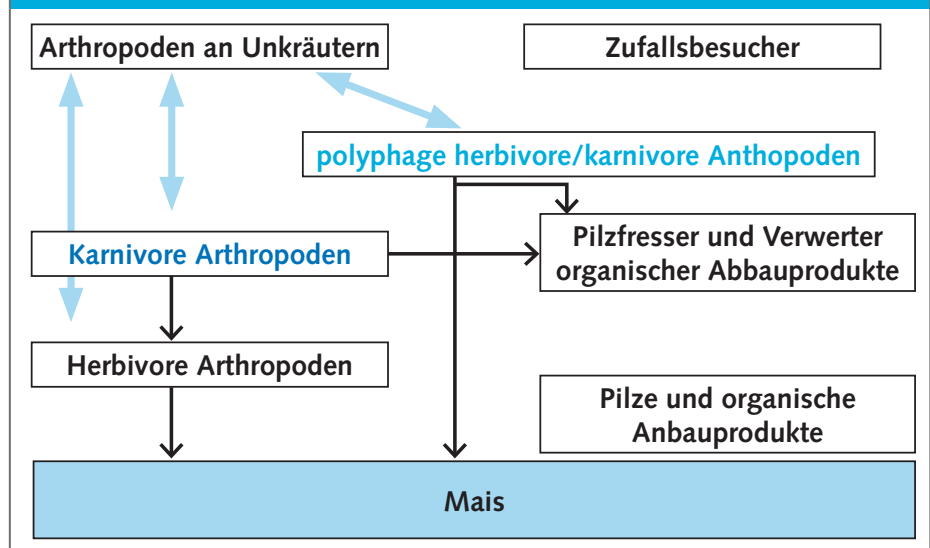 Arthropoden an Unkräutern
Zufallsbesucher
polyphage herbivore/karnivore Anthopoden
Karnivore Arthropoden
Pilzfresser und Verwerter
organischer Abbauprodukte
Herbivore Arthropoden
Pilze und organische
Anbauprodukte
Mais